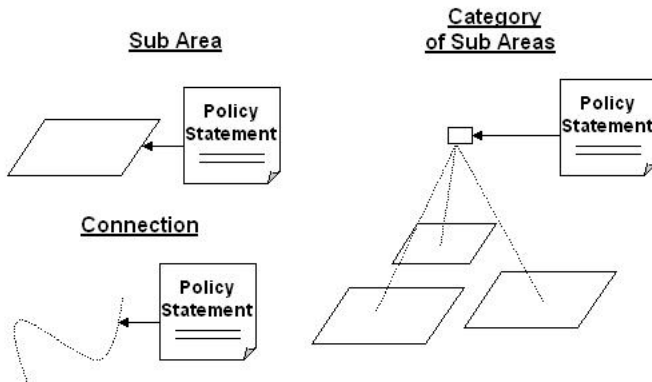 Sub Area
Policy
Statement
Category
of Sub Areas
Policy
Statement
Connection
Policy
Statement